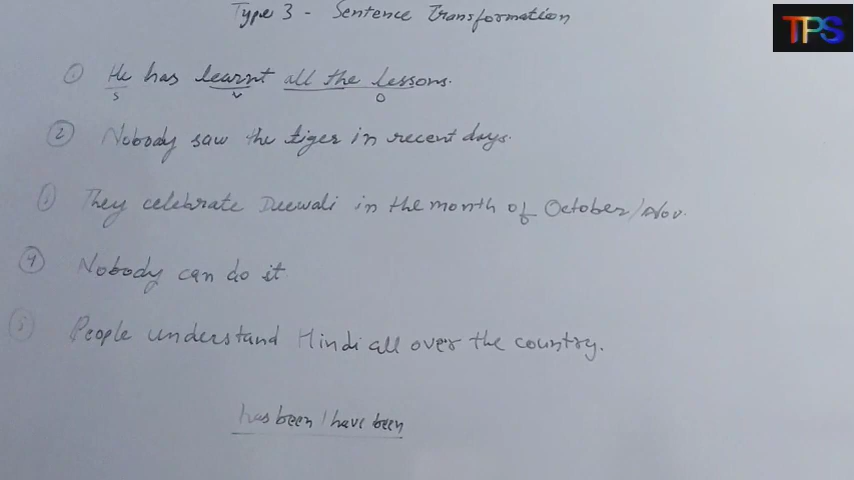 Type 3 - Sentence Transformation
TPS
① He has learnt all the lessons.
S V O
② Nobody saw the tiger in recent days.
③ They celebrate Deewali in the month of October/Nov.
④ Nobody can do it
⑤ People understand Hindi all over the country.
has been / have been